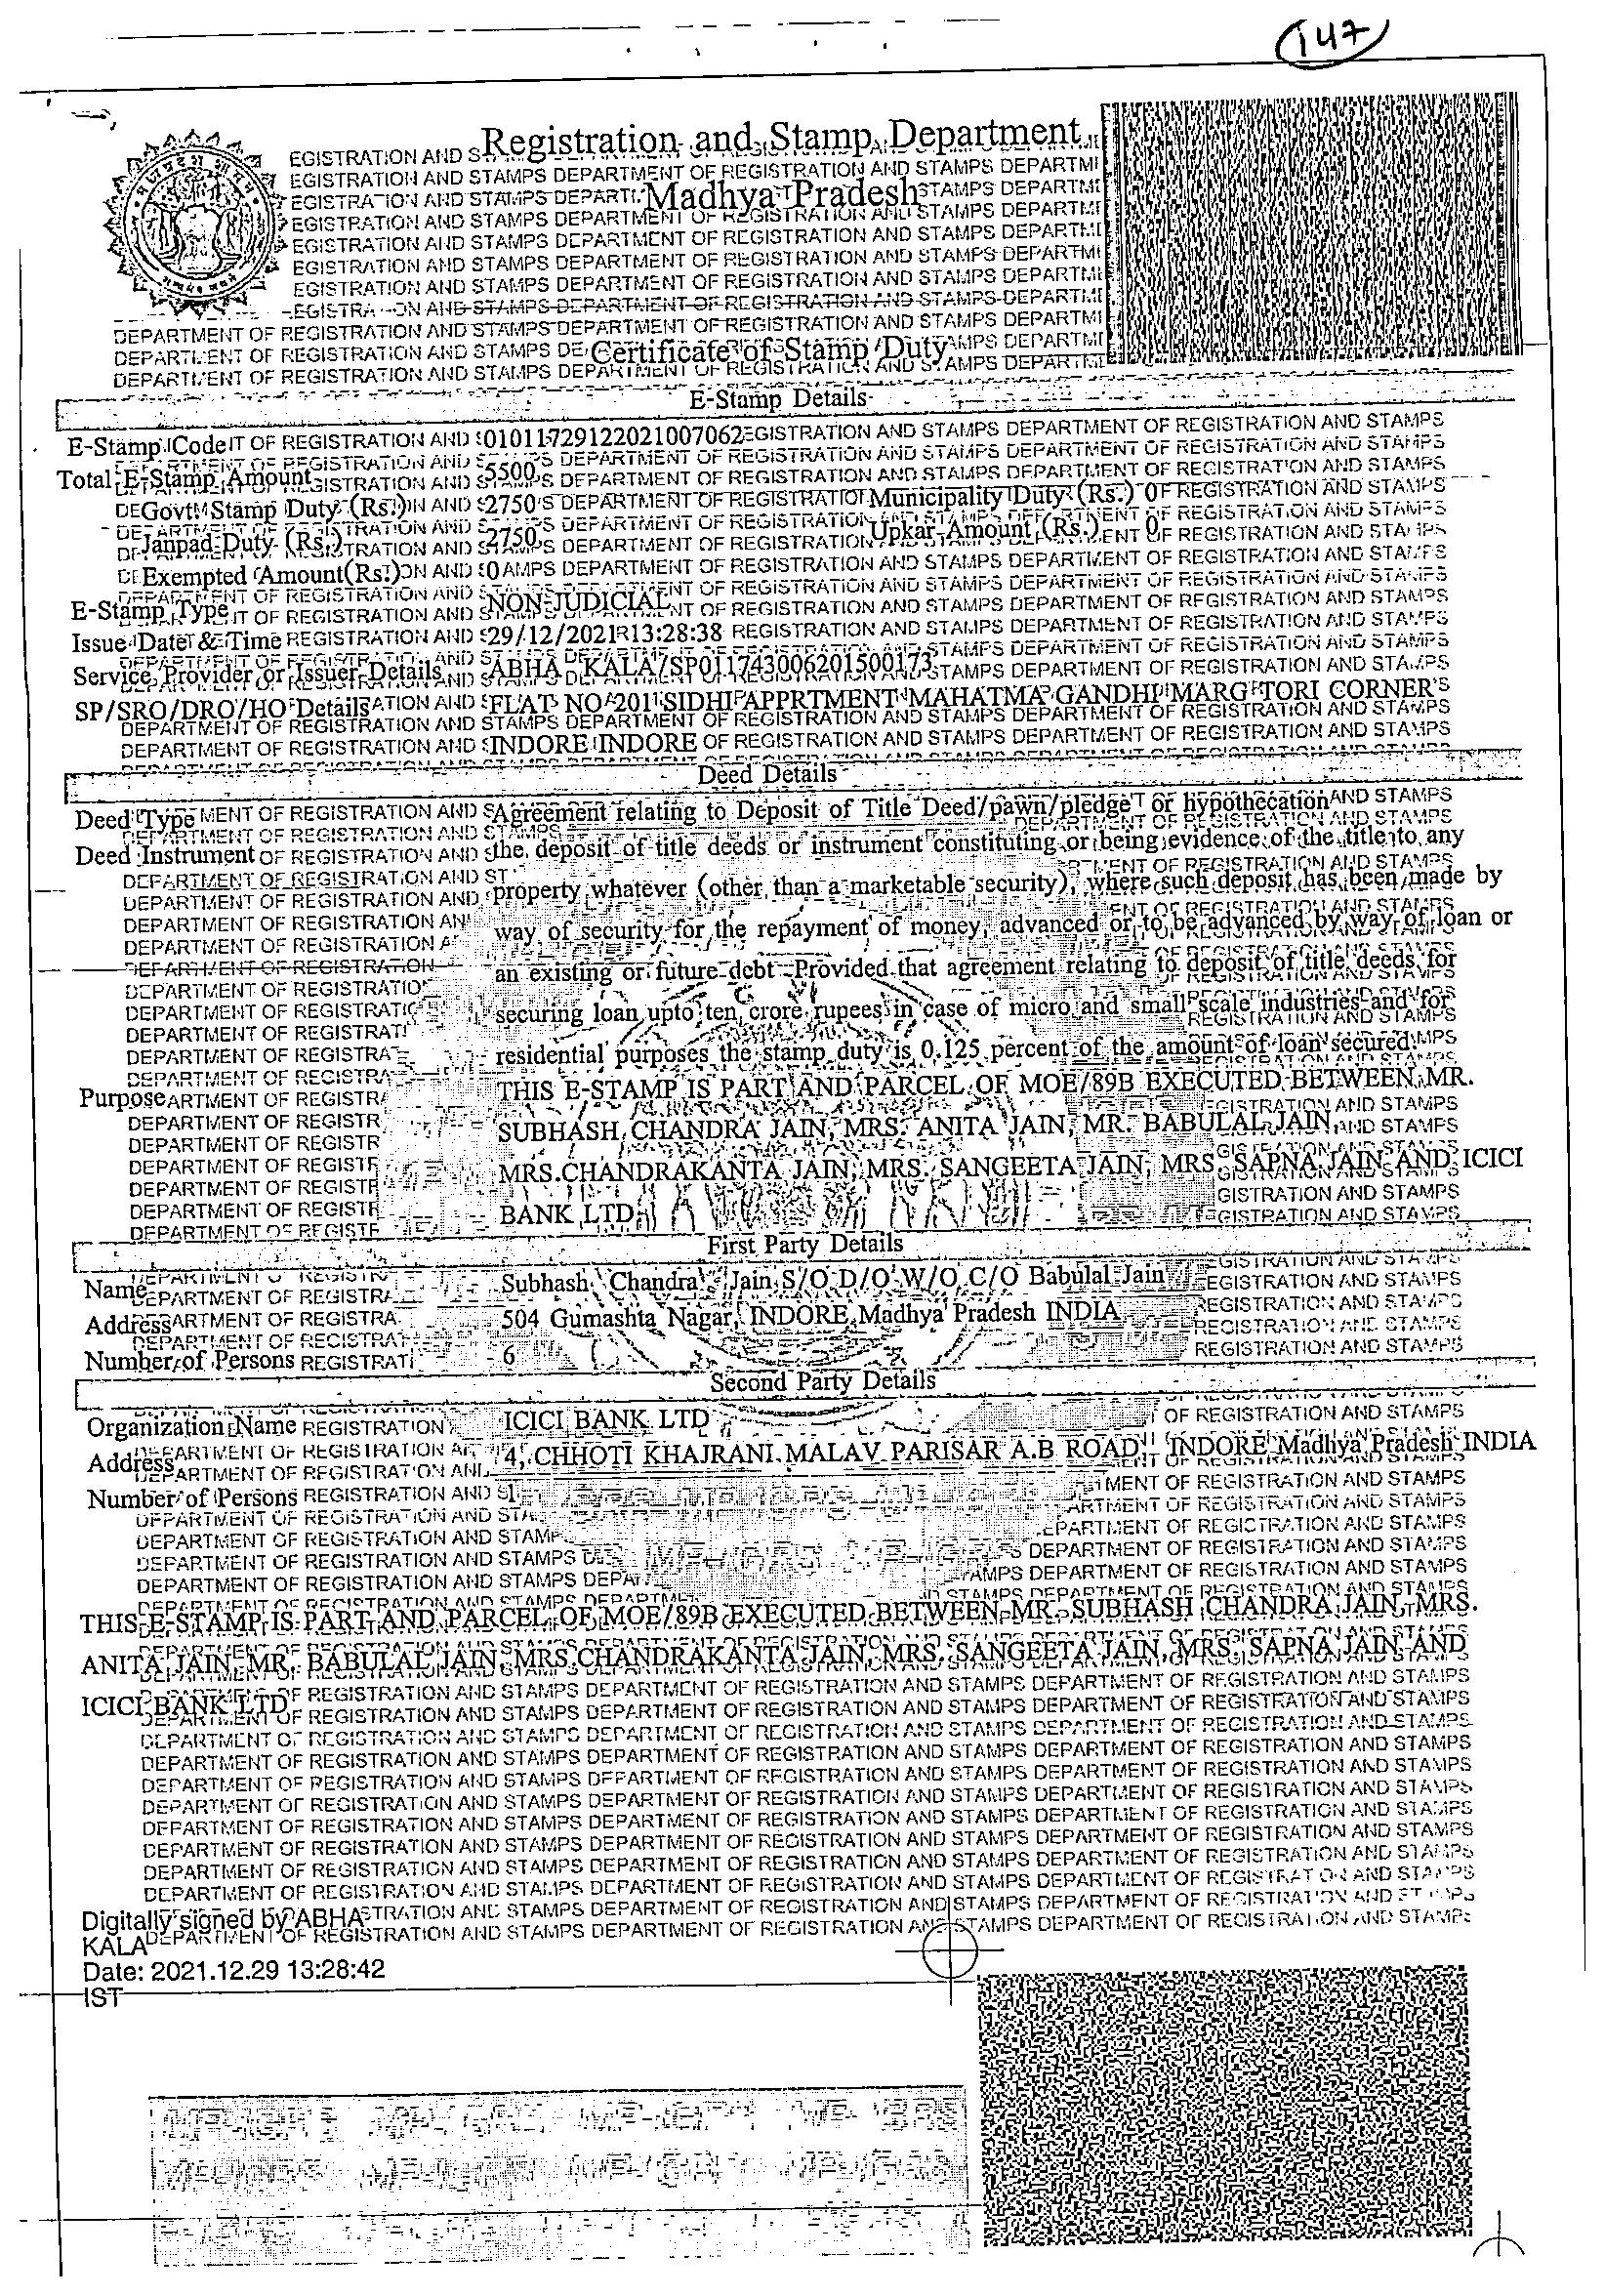 147
Registration and Stamp Department
Madhya Pradesh
Certificate of Stamp Duty
E-Stamp Details
E-Stamp Code 01011729122021007062
Total E-Stamp Amount 5500
Govt Stamp Duty (Rs.) 2750 Municipality Duty (Rs.) 0
Janpad Duty (Rs.) 2750 Upkar Amount (Rs.) 0
Exempted Amount(Rs.) 0
E-Stamp Type NON-JUDICIAL
Issue Date & Time 29/12/2021 13:28:38
Service Provider or Issuer Details ABHA KALA/SP011743006201500173
SP/SRO/DRO/HO Details FLAT NO 201 SIDHI APPRTMENT MAHATMA GANDHI MARG TORI CORNER
INDORE INDORE
Deed Details
Deed Type Agreement relating to Deposit of Title Deed/pawn/pledge or hypothecation
Deed Instrument the deposit of title deeds or instrument constituting or being evidence of the title to any
property whatever (other than a marketable security), where such deposit has been made by
way of security for the repayment of money, advanced or to be advanced by way of loan or
an existing or future debt Provided that agreement relating to deposit of title deeds for
securing loan upto ten crore rupees in case of micro and small scale industries and for
residential purposes the stamp duty is 0.125 percent of the amount of loan secured
Purpose THIS E-STAMP IS PART AND PARCEL OF MOE/89B EXECUTED BETWEEN MR.
SUBHASH CHANDRA JAIN, MRS. ANITA JAIN, MR. BABULAL JAIN,
MRS.CHANDRAKANTA JAIN, MRS. SANGEETA JAIN, MRS. SAPNA JAIN AND ICICI
BANK LTD
First Party Details
Name Subhash Chandra Jain S/O D/O W/O C/O Babulal Jain
Address 504 Gumashta Nagar, INDORE Madhya Pradesh INDIA
Number of Persons 6
Second Party Details
Organization Name ICICI BANK LTD
Address 4, CHHOTI KHAJRANI MALAV PARISAR A.B ROAD INDORE Madhya Pradesh INDIA
Number of Persons 1
THIS E-STAMP IS PART AND PARCEL OF MOE/89B EXECUTED BETWEEN MR. SUBHASH CHANDRA JAIN, MRS.
ANITA JAIN, MR. BABULAL JAIN, MRS.CHANDRAKANTA JAIN, MRS. SANGEETA JAIN, MRS. SAPNA JAIN AND
ICICI BANK LTD
Digitally signed by ABHA
KALA
Date: 2021.12.29 13:28:42
IST